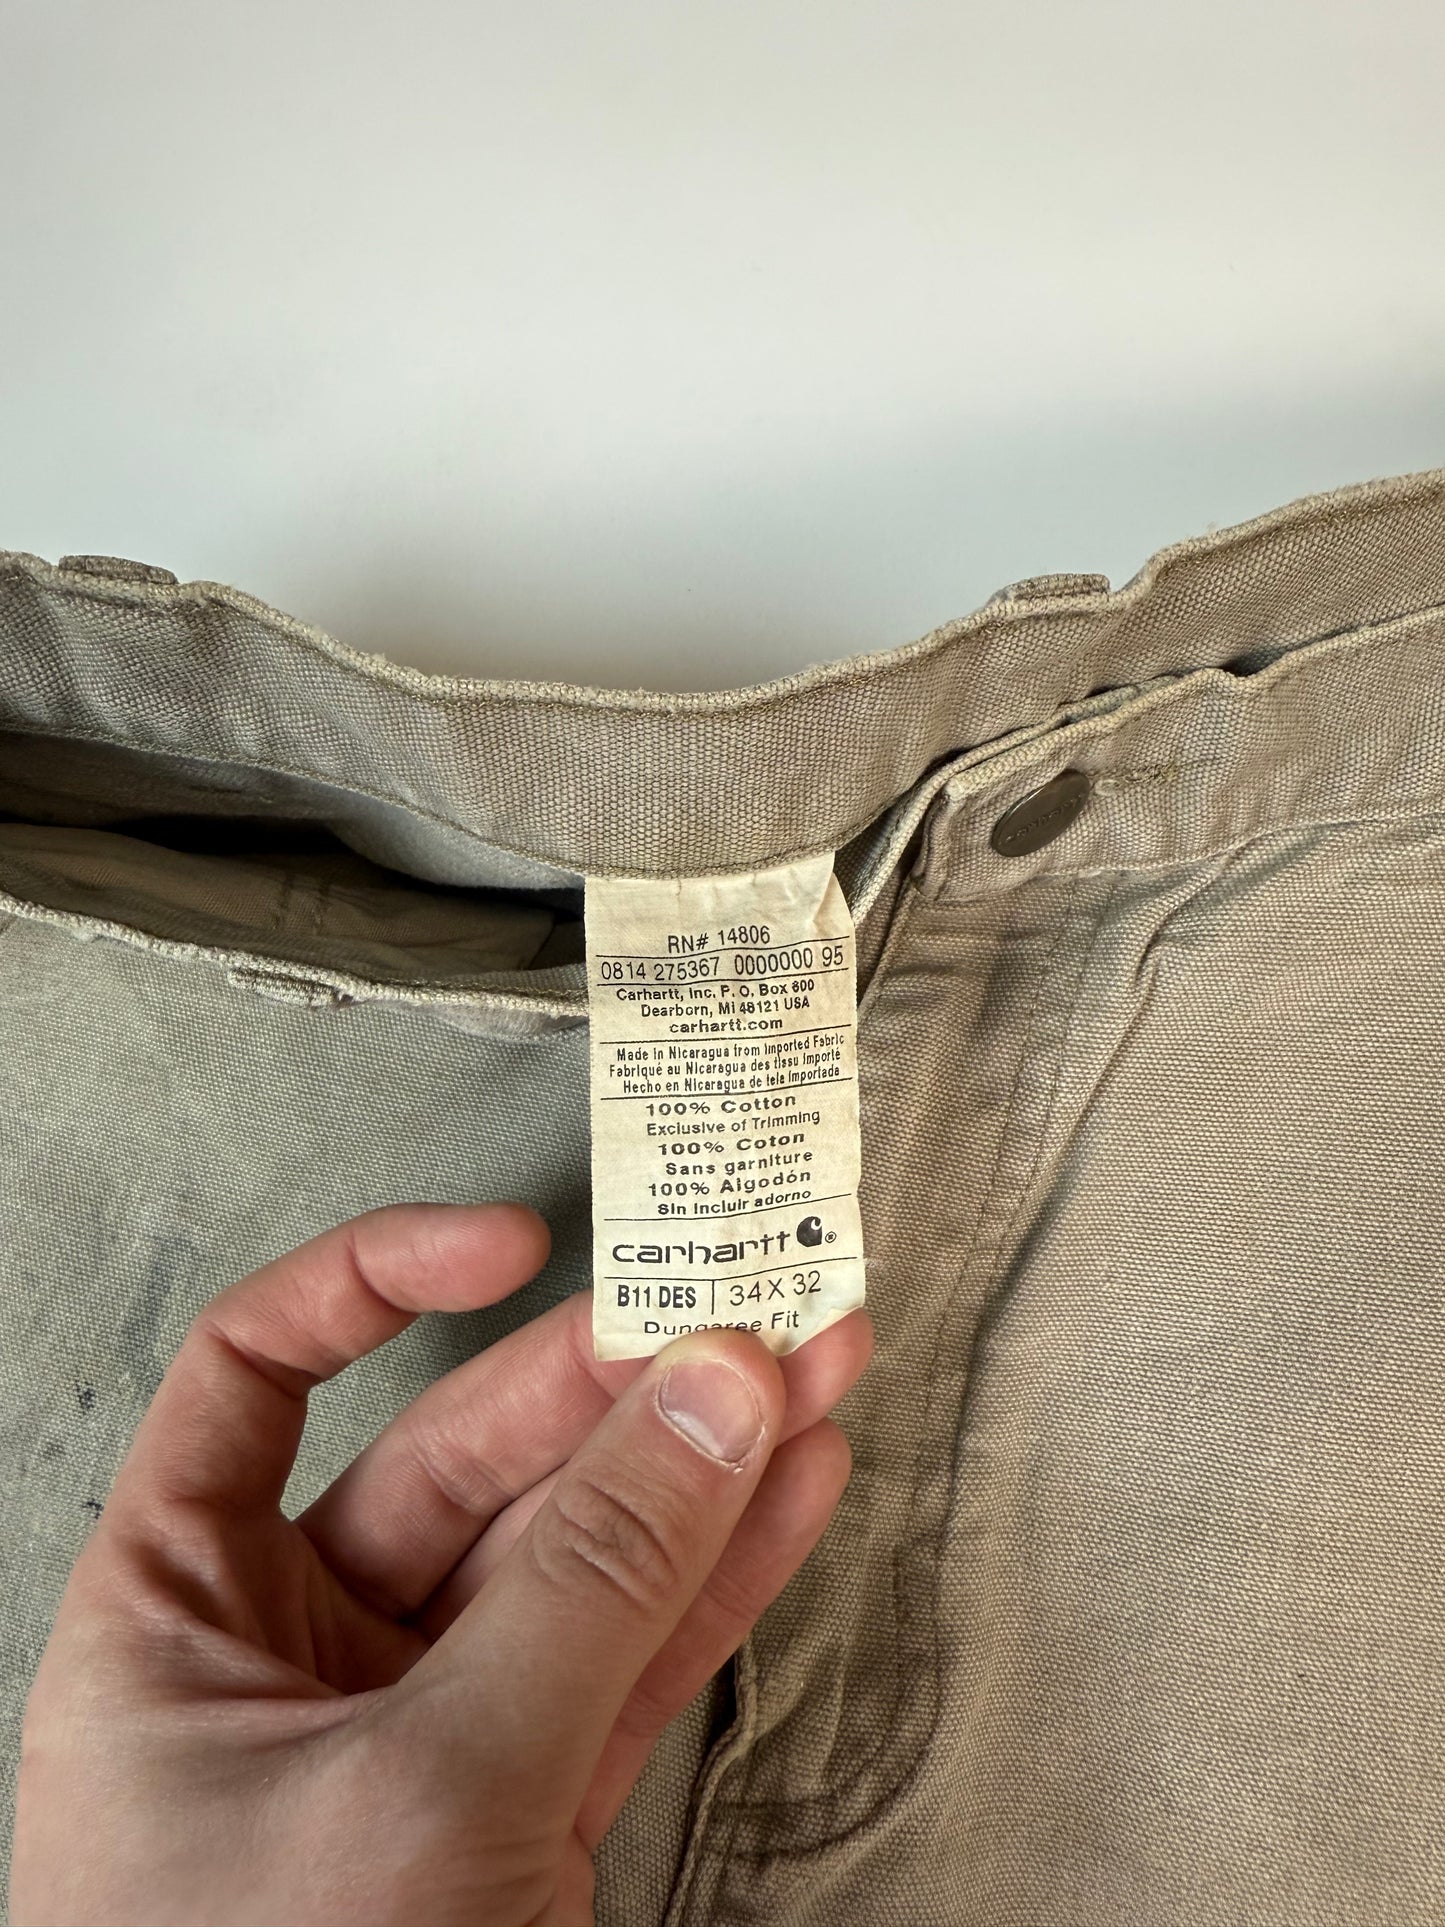 RN# 14806
0814 275367 0000000 95
Carhartt, Inc. P. O. Box 600
Dearborn, MI 48121 USA
carhartt.com
Made in Nicaragua from Imported Fabric
Fabriqué au Nicaragua des tissu importé
Hecho en Nicaragua de tela importada
100% Cotton
Exclusive of Trimming
100% Coton
Sans garniture
100% Algodón
Sin incluir adorno
carhartt ®
B11 DES | 34 X 32
Dungaree Fit